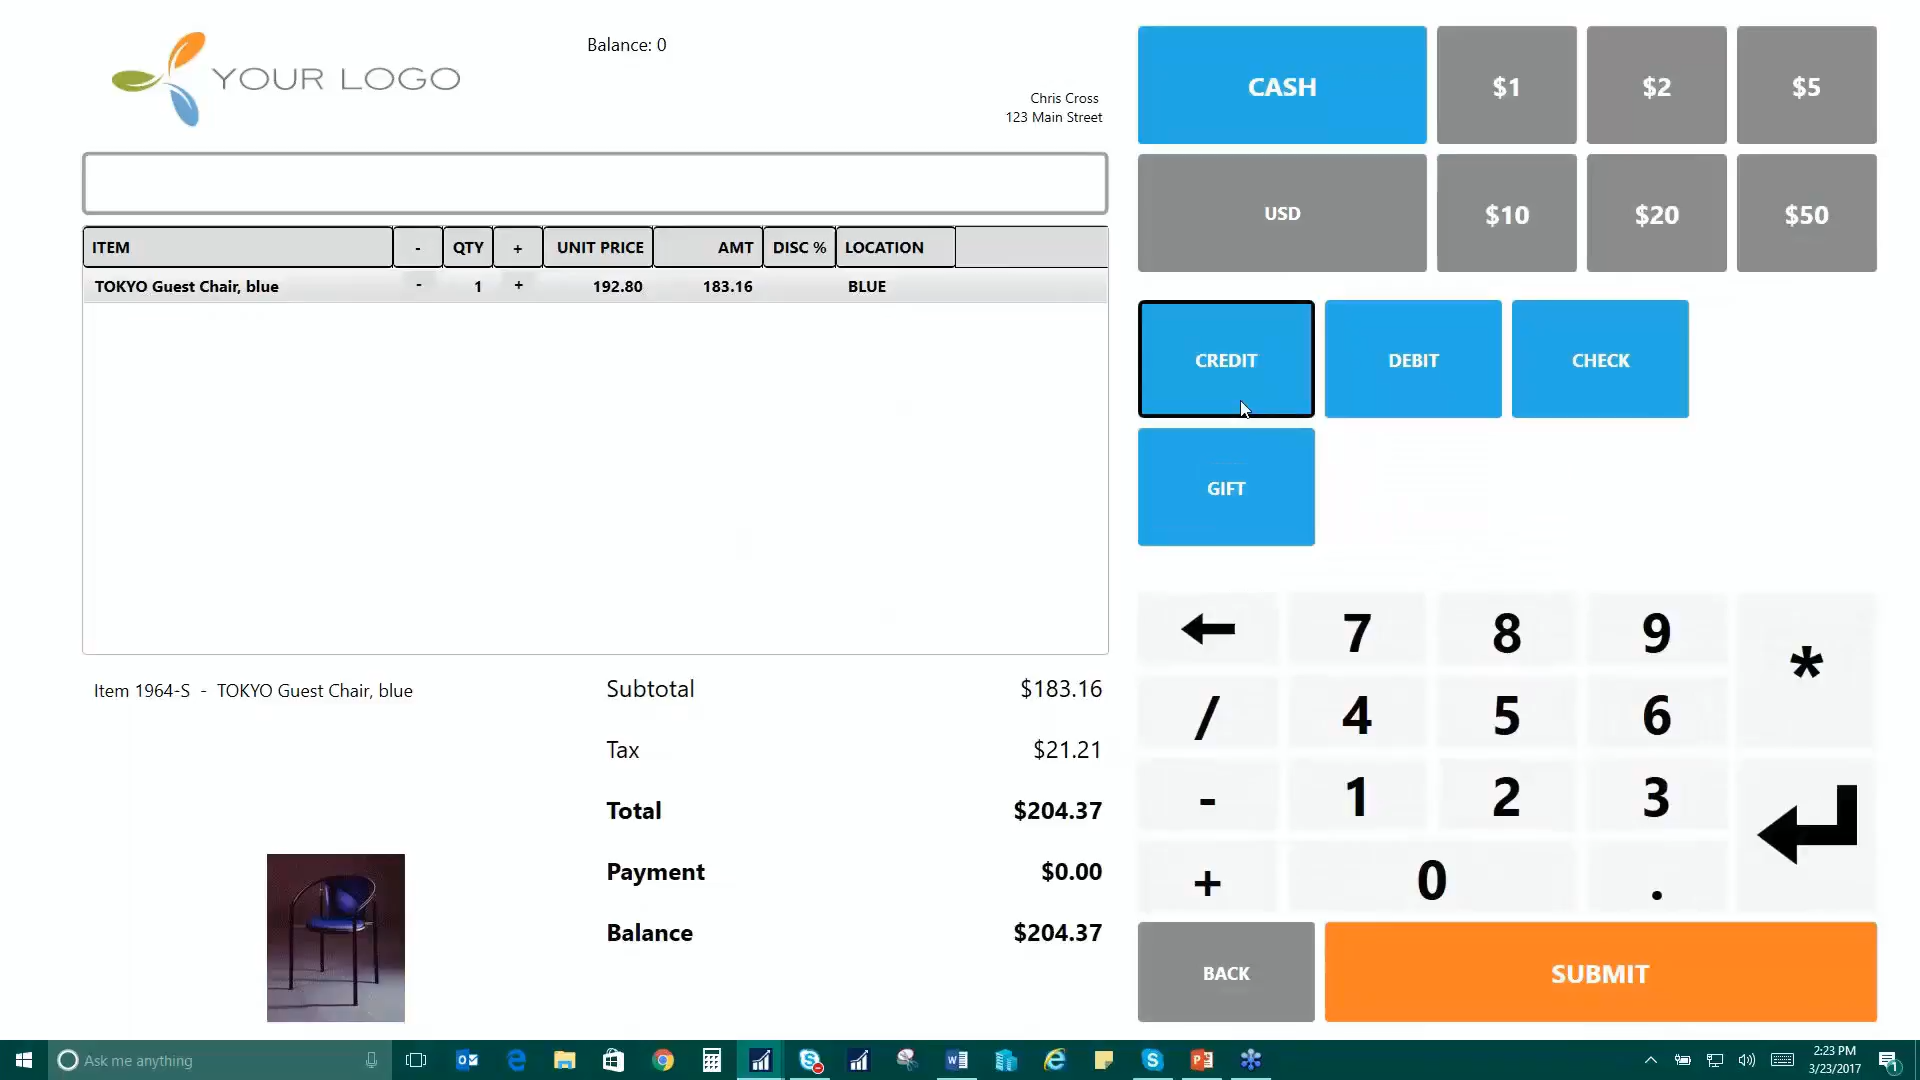 YOUR LOGO
Balance: 0
Chris Cross
123 Main Street
ITEM - QTY + UNIT PRICE AMT DISC % LOCATION
TOKYO Guest Chair, blue - 1 + 192.80 183.16 BLUE
Item 1964-S - TOKYO Guest Chair, blue
Subtotal $183.16
Tax $21.21
Total $204.37
Payment $0.00
Balance $204.37
CASH $1 $2 $5
USD $10 $20 $50
CREDIT DEBIT CHECK
GIFT
7 8 9 *
/ 4 5 6
- 1 2 3
+ 0 .
BACK SUBMIT
Ask me anything
2:23 PM
3/23/2017
1